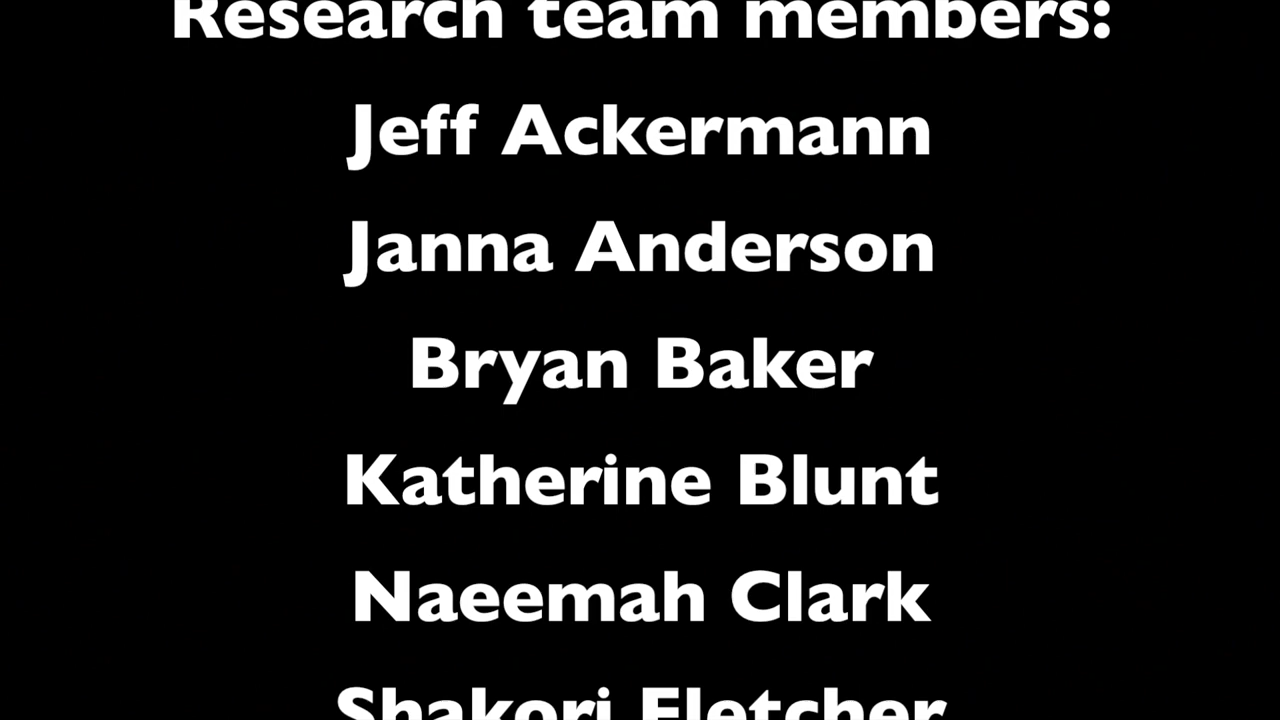 Research team members:
Jeff Ackermann
Janna Anderson
Bryan Baker
Katherine Blunt
Naeemah Clark
Shakori Fletcher